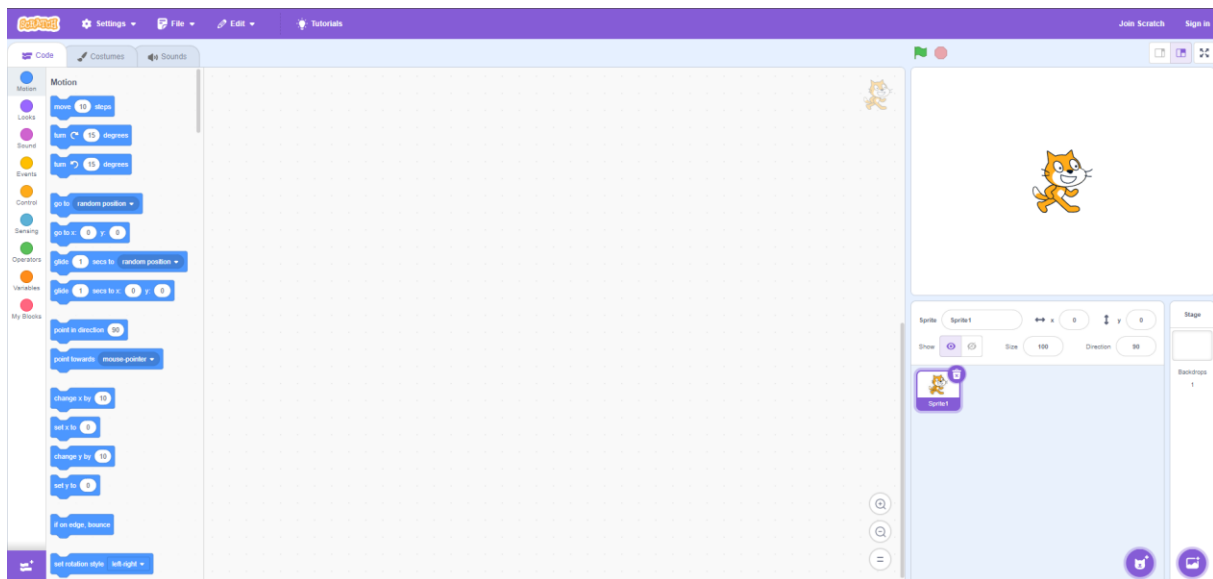 SCRATCH Settings File Edit Tutorials Join Scratch Sign in
Code Costumes Sounds
Motion
Looks
Sound
Events
Control
Sensing
Operators
Variables
My Blocks
Motion
move 10 steps
turn 15 degrees
turn 15 degrees
go to random position
go to x: 0 y: 0
glide 1 secs to random position
glide 1 secs to x: 0 y: 0
point in direction 90
point towards mouse-pointer
change x by 10
set x to 0
change y by 10
set y to 0
if on edge, bounce
set rotation style left-right
Sprite Sprite1 x 0 y 0
Show Size 100 Direction 90
Sprite1
Stage
Backdrops
1